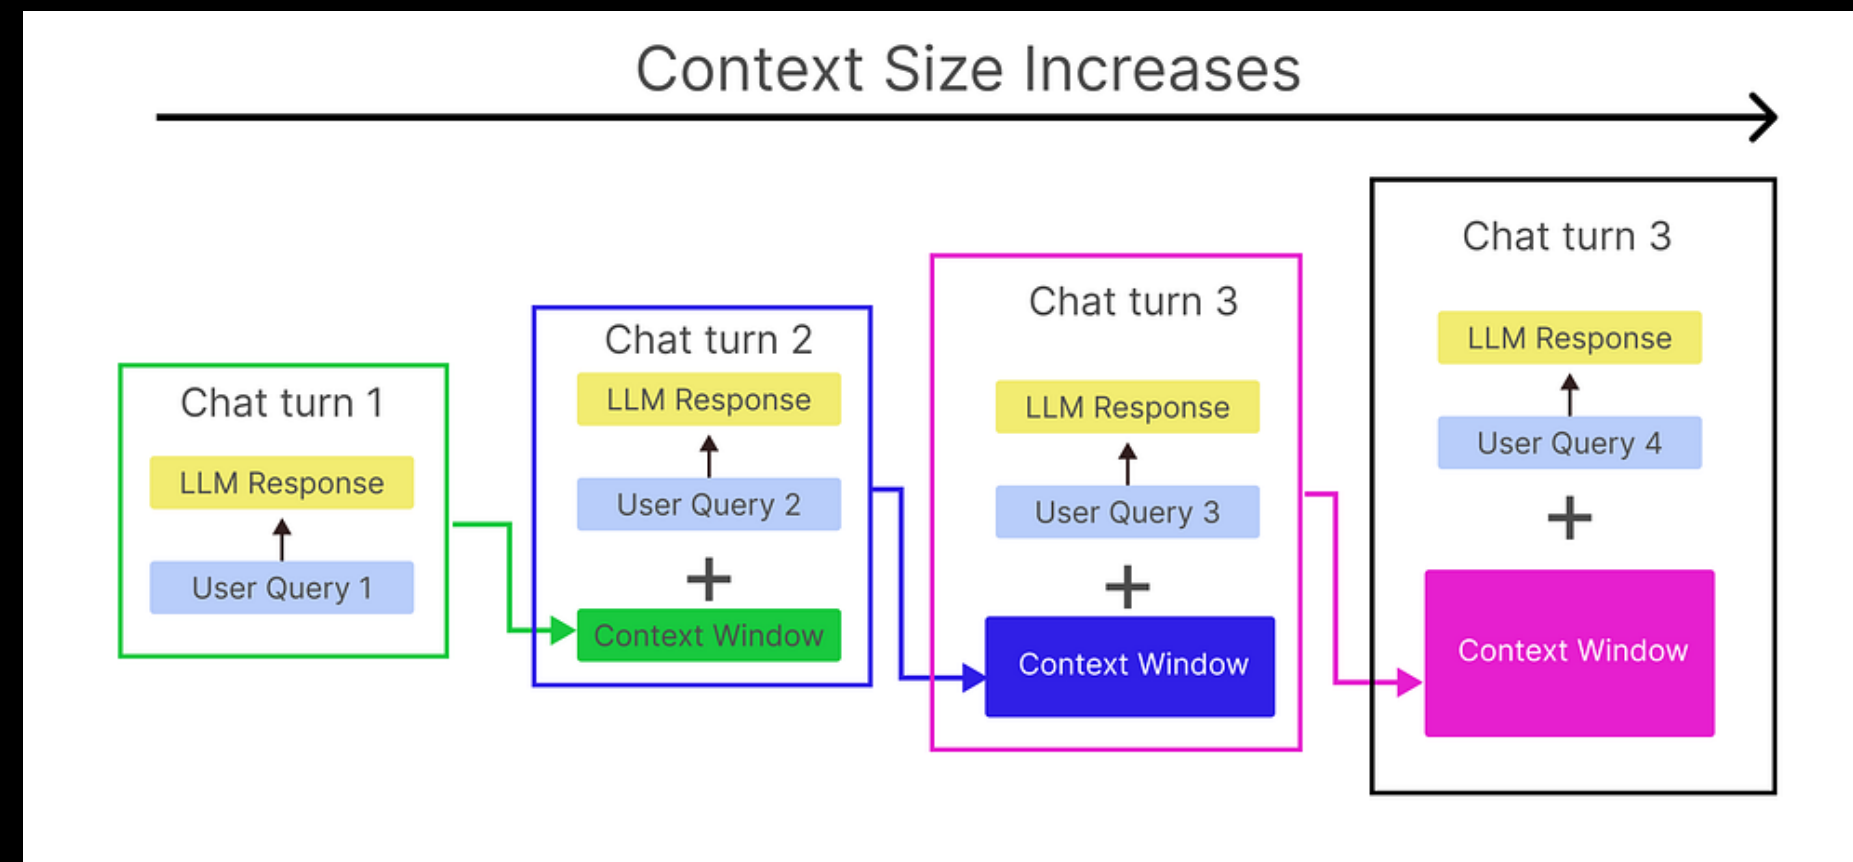 Context Size Increases
Chat turn 1
LLM Response
User Query 1
Chat turn 2
LLM Response
User Query 2
+
Context Window
Chat turn 3
LLM Response
User Query 3
+
Context Window
Chat turn 3
LLM Response
User Query 4
+
Context Window